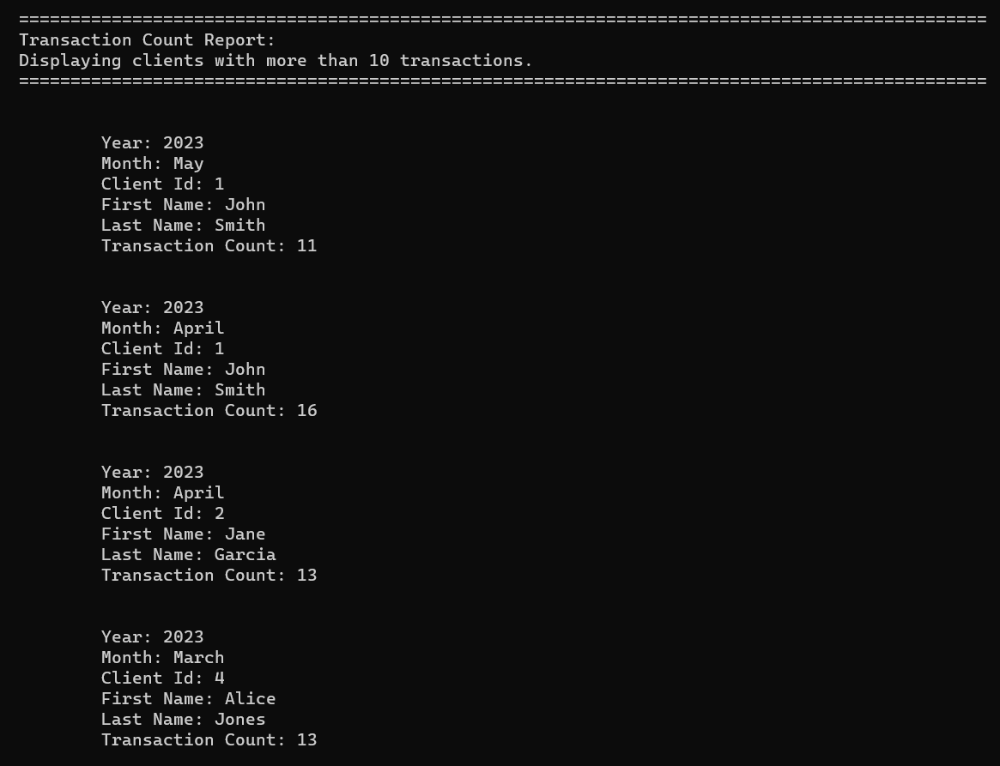 ==============================================================================================
Transaction Count Report:
Displaying clients with more than 10 transactions.
==============================================================================================
Year: 2023
Month: May
Client Id: 1
First Name: John
Last Name: Smith
Transaction Count: 11
Year: 2023
Month: April
Client Id: 1
First Name: John
Last Name: Smith
Transaction Count: 16
Year: 2023
Month: April
Client Id: 2
First Name: Jane
Last Name: Garcia
Transaction Count: 13
Year: 2023
Month: March
Client Id: 4
First Name: Alice
Last Name: Jones
Transaction Count: 13